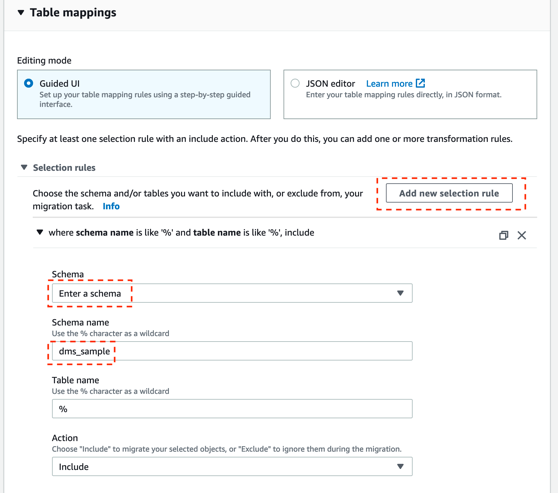 Table mappings
Editing mode
Guided UI
Set up your table mapping rules using a step-by-step guided
interface.
JSON editor Learn more
Enter your table mapping rules directly, in JSON format.
Specify at least one selection rule with an include action. After you do this, you can add one or more transformation rules.
Selection rules
Choose the schema and/or tables you want to include with, or exclude from, your
migration task. Info
Add new selection rule
where schema name is like '%' and table name is like '%', include
Schema
Enter a schema
Schema name
Use the % character as a wildcard
dms_sample
Table name
Use the % character as a wildcard
%
Action
Choose "Include" to migrate your selected objects, or "Exclude" to ignore them during the migration.
Include